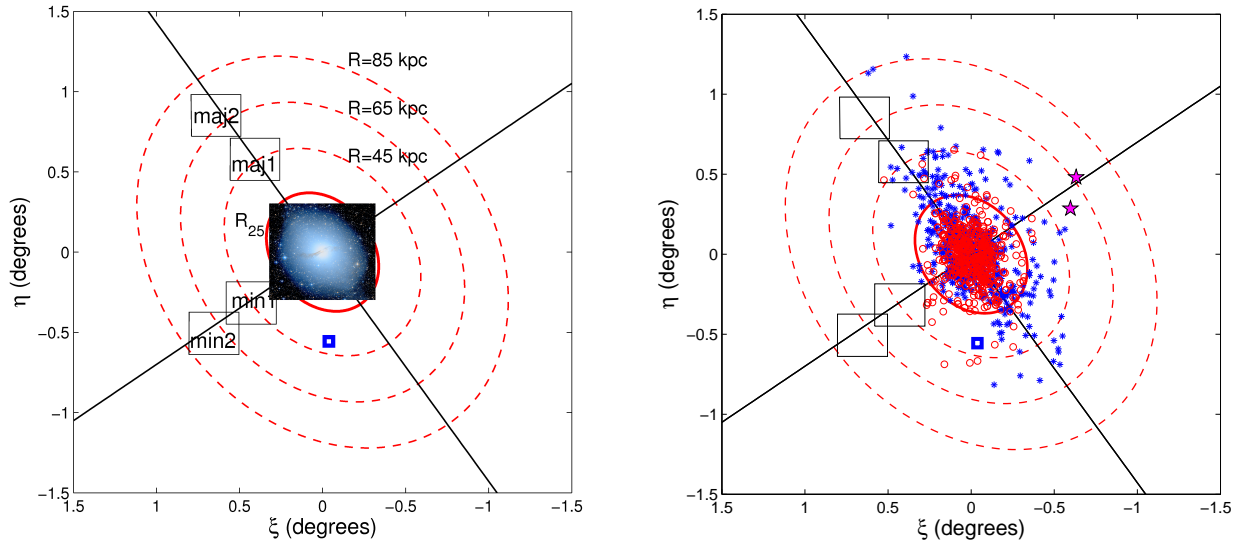 1.5
1
0.5
0
−0.5
−1
−1.5
η (degrees)
R=85 kpc
R=65 kpc
R=45 kpc
maj2
maj1
R25
min1
min2
1.5 1 0.5 0 −0.5 −1 −1.5
ξ (degrees)
1.5
1
0.5
0
−0.5
−1
−1.5
η (degrees)
1.5 1 0.5 0 −0.5 −1 −1.5
ξ (degrees)